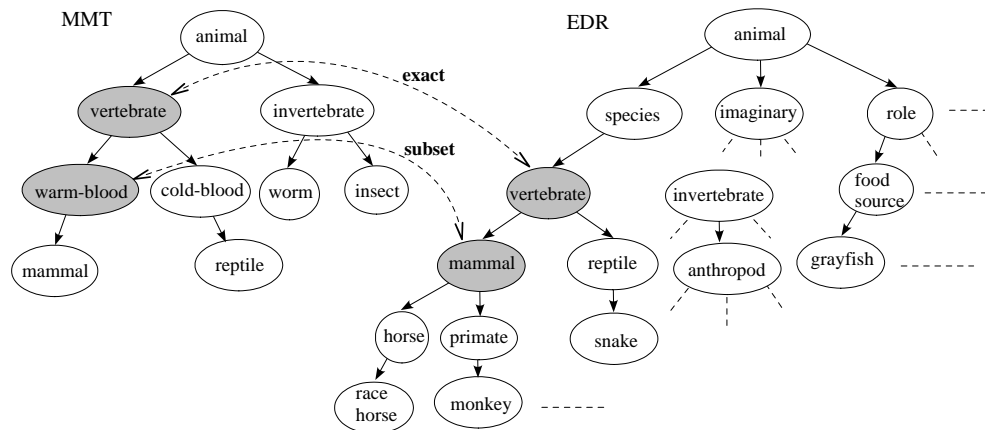 MMT
EDR
animal
animal
exact
vertebrate
invertebrate
species
imaginary
role
subset
warm-blood
cold-blood
worm
insect
vertebrate
invertebrate
food
source
mammal
reptile
mammal
reptile
anthropod
grayfish
horse
primate
snake
race
horse
monkey